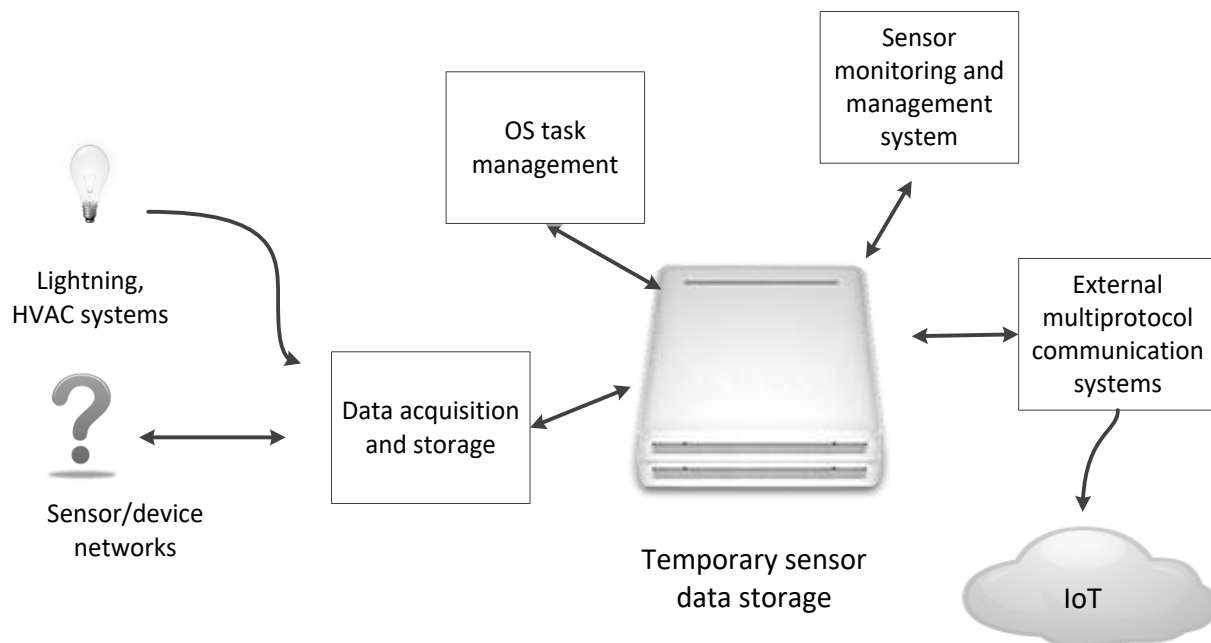 Sensor
monitoring and
management
system
OS task
management
Lightning,
HVAC systems
External
multiprotocol
communication
systems
Data acquisition
and storage
Sensor/device
networks
Temporary sensor
data storage
IoT